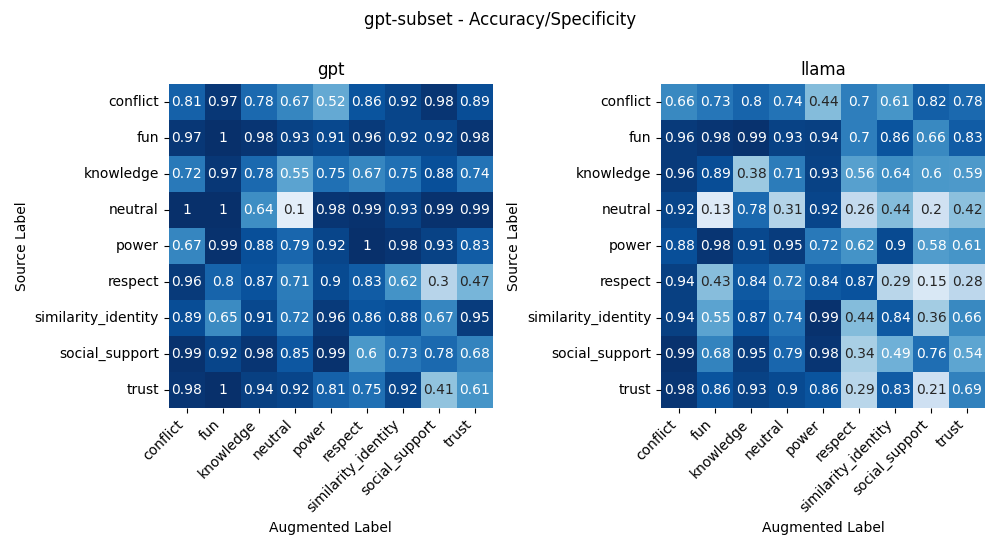 gpt-subset - Accuracy/Specificity
gpt
conflict 0.81 0.97 0.78 0.67 0.52 0.86 0.92 0.98 0.89
fun 0.97 1 0.98 0.93 0.91 0.96 0.92 0.92 0.98
knowledge 0.72 0.97 0.78 0.55 0.75 0.67 0.75 0.88 0.74
neutral 1 1 0.64 0.1 0.98 0.99 0.93 0.99 0.99
power 0.67 0.99 0.88 0.79 0.92 1 0.98 0.93 0.83
respect 0.96 0.8 0.87 0.71 0.9 0.83 0.62 0.3 0.47
similarity_identity 0.89 0.65 0.91 0.72 0.96 0.86 0.88 0.67 0.95
social_support 0.99 0.92 0.98 0.85 0.99 0.6 0.73 0.78 0.68
trust 0.98 1 0.94 0.92 0.81 0.75 0.92 0.41 0.61
Source Label
conflict
fun
knowledge
neutral
power
respect
similarity_identity
social_support
trust
Augmented Label
llama
conflict 0.66 0.73 0.8 0.74 0.44 0.7 0.61 0.82 0.78
fun 0.96 0.98 0.99 0.93 0.94 0.7 0.86 0.66 0.83
knowledge 0.96 0.89 0.38 0.71 0.93 0.56 0.64 0.6 0.59
neutral 0.92 0.13 0.78 0.31 0.92 0.26 0.44 0.2 0.42
power 0.88 0.98 0.91 0.95 0.72 0.62 0.9 0.58 0.61
respect 0.94 0.43 0.84 0.72 0.84 0.87 0.29 0.15 0.28
similarity_identity 0.94 0.55 0.87 0.74 0.99 0.44 0.84 0.36 0.66
social_support 0.99 0.68 0.95 0.79 0.98 0.34 0.49 0.76 0.54
trust 0.98 0.86 0.93 0.9 0.86 0.29 0.83 0.21 0.69
Source Label
conflict
fun
knowledge
neutral
power
respect
similarity_identity
social_support
trust
Augmented Label